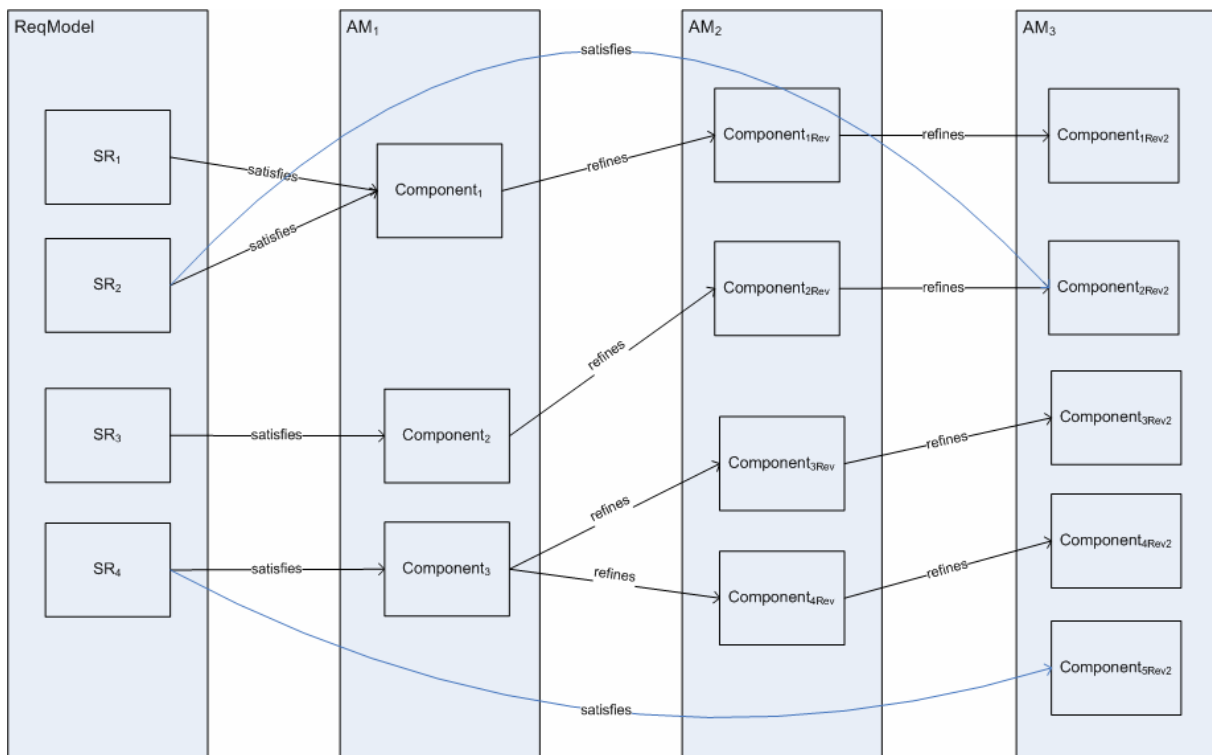 ReqModel
AM₁
AM₂
AM₃
satisfies
SR₁
satisfies
Component₁
refines
Component₁Rev
refines
Component₁Rev2
SR₂
satisfies
Component₂Rev
refines
Component₂Rev2
SR₃
satisfies
Component₂
refines
Component₃Rev
refines
Component₃Rev2
SR₄
satisfies
Component₃
refines
refines
Component₄Rev
refines
Component₄Rev2
satisfies
Component₅Rev2